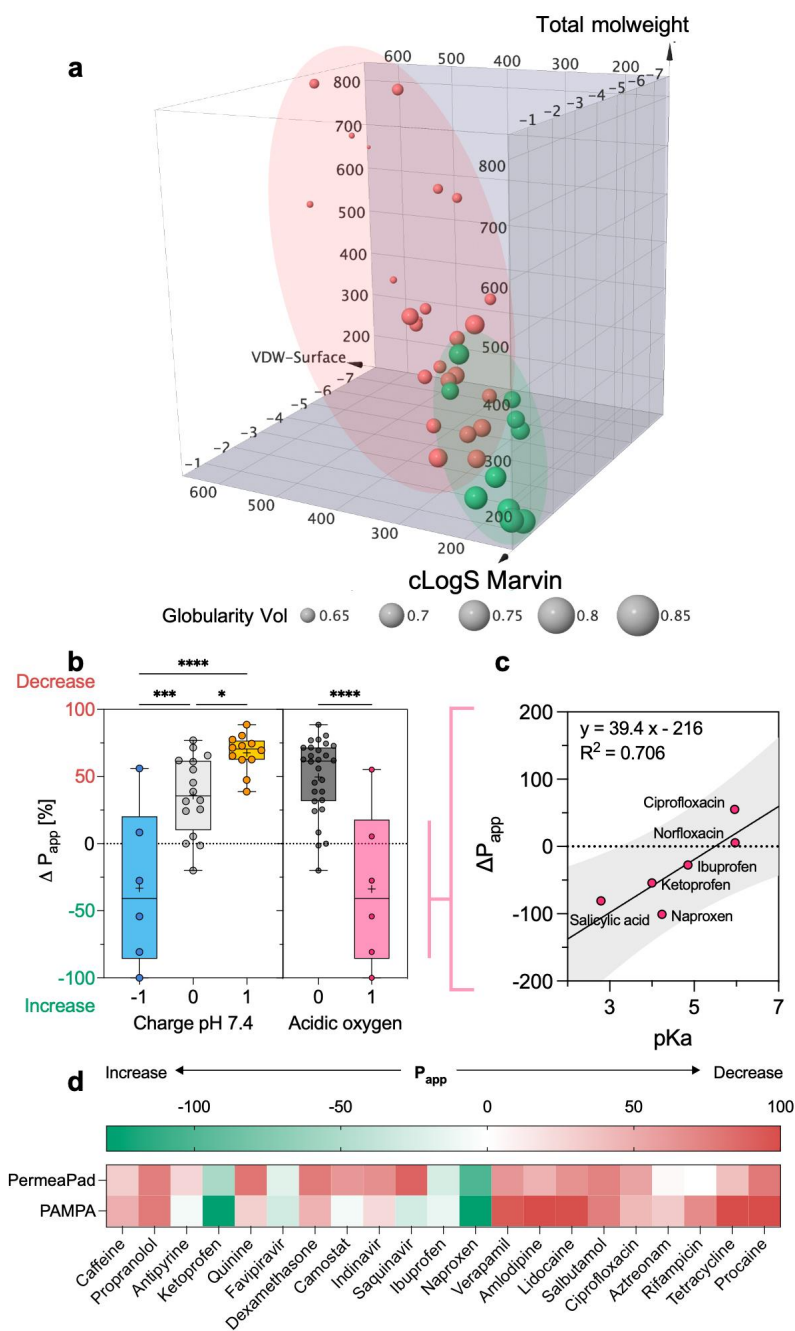 a
Total molweight
600 500 400 200
-1 -2 -3 -4 -5 -6 -7
800
700
600
500
400
300
200
800
700
600
500
400
300
200
VDW-Surface
-7
-6
-5
-4
-3
-2
-1
600 500 400 300 200
cLogS Marvin
Globularity Vol 0.65 0.7 0.75 0.8 0.85
b
Decrease
****
*** * ****
100
50
0
-50
-100
Δ Papp [%]
Increase
-1 0 1 0 1
Charge pH 7.4 Acidic oxygen
c
y = 39.4 x - 216
R2 = 0.706
200
100
0
-100
-200
ΔPapp
Ciprofloxacin
Norfloxacin
Ibuprofen
Ketoprofen
Salicylic acid
Naproxen
3 5 7
pKa
d
Increase Papp Decrease
-100 -50 0 50 100
PermeaPad
PAMPA
Caffeine
Propranolol
Antipyrine
Ketoprofen
Quinine
Favipiravir
Dexamethasone
Camostat
Indinavir
Saquinavir
Ibuprofen
Naproxen
Verapamil
Amlodipine
Lidocaine
Salbutamol
Ciprofloxacin
Aztreonam
Rifampicin
Tetracycline
Procaine